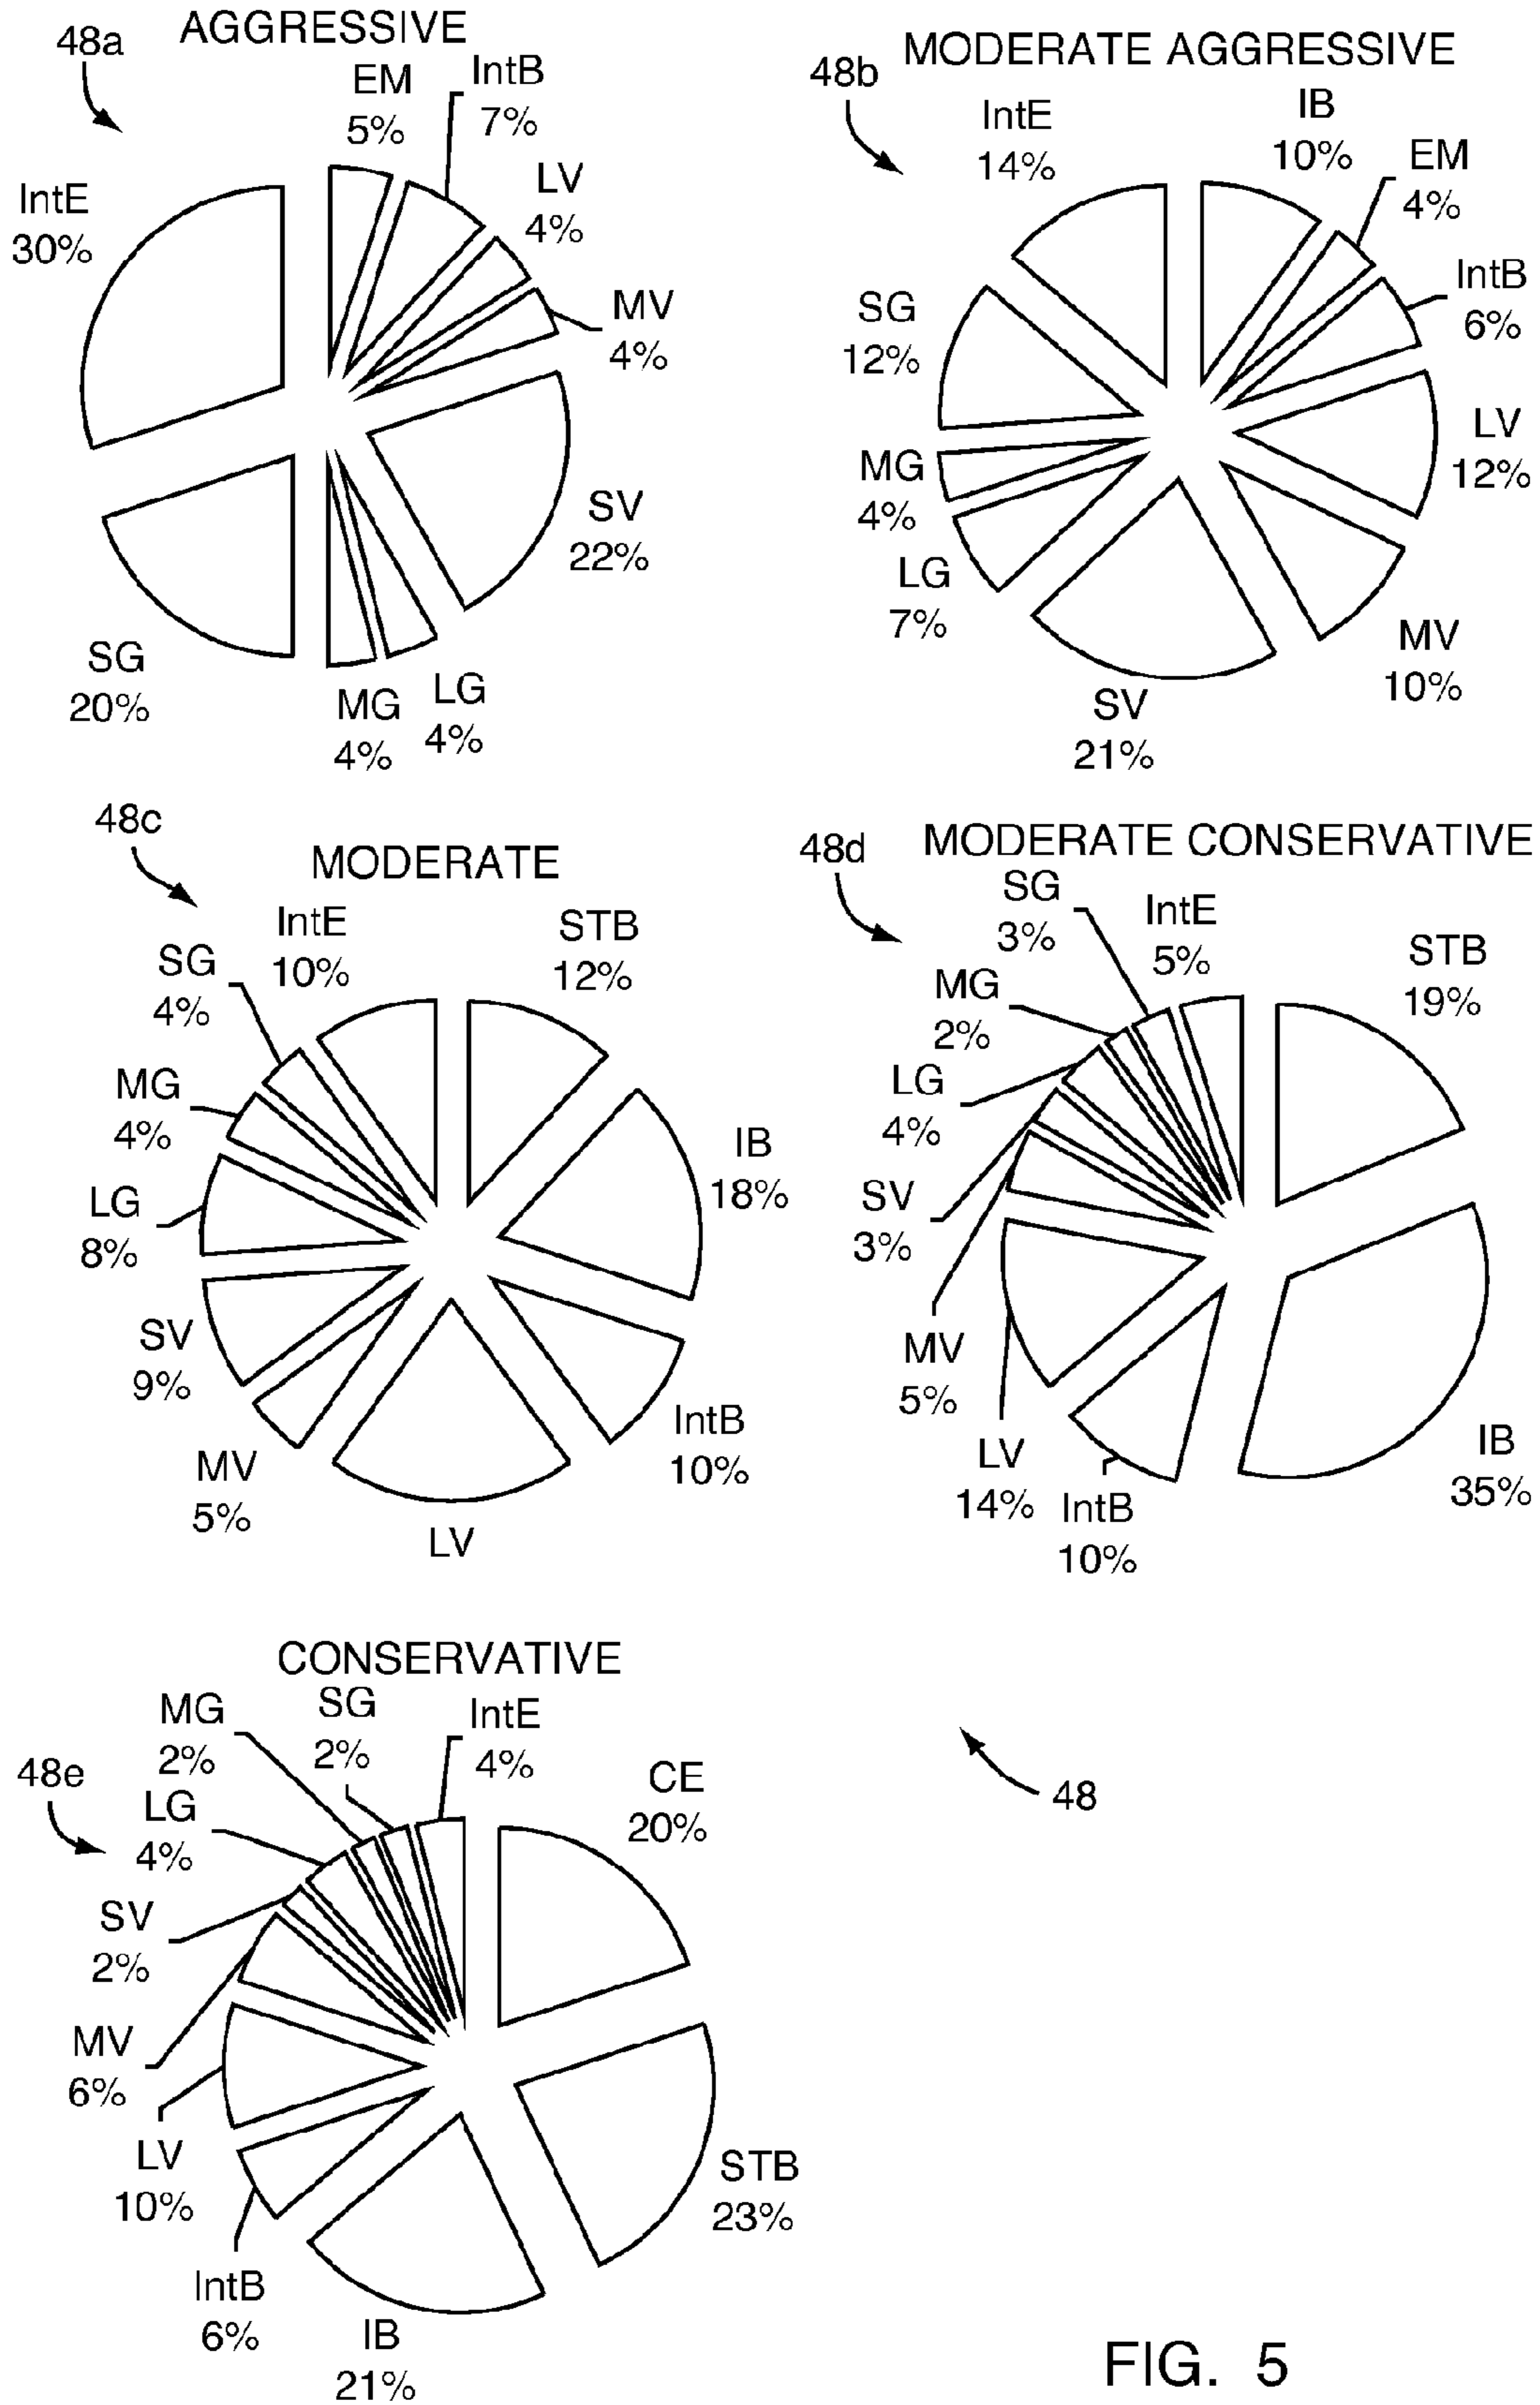 48a
AGGRESSIVE
EM
5%
IntB
7%
LV
4%
MV
4%
SV
22%
LG
4%
MG
4%
SG
20%
IntE
30%
48b
MODERATE AGGRESSIVE
IB
10%
EM
4%
IntB
6%
LV
12%
MV
10%
SV
21%
LG
7%
MG
4%
SG
12%
IntE
14%
48c
MODERATE
STB
12%
IB
18%
IntB
10%
LV
MV
5%
SV
9%
LG
8%
MG
4%
SG
4%
IntE
10%
48d
MODERATE CONSERVATIVE
STB
19%
IB
35%
IntB
10%
LV
14%
MV
5%
SV
3%
LG
4%
MG
2%
SG
3%
IntE
5%
48e
CONSERVATIVE
CE
20%
STB
23%
IB
21%
IntB
6%
LV
10%
MV
6%
SV
2%
LG
4%
MG
2%
SG
2%
IntE
4%
48
FIG. 5